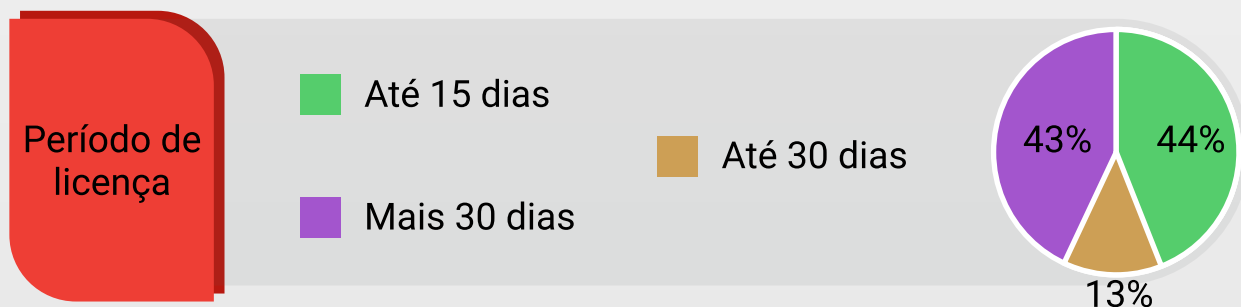 Período de
licença
Até 15 dias
Até 30 dias
Mais 30 dias
43%
44%
13%